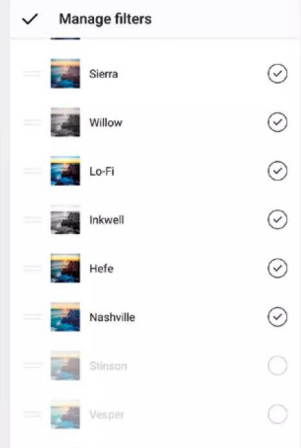 Manage filters
Sierra
Willow
Lo-Fi
Inkwell
Hefe
Nashville
Stinson
Vesper